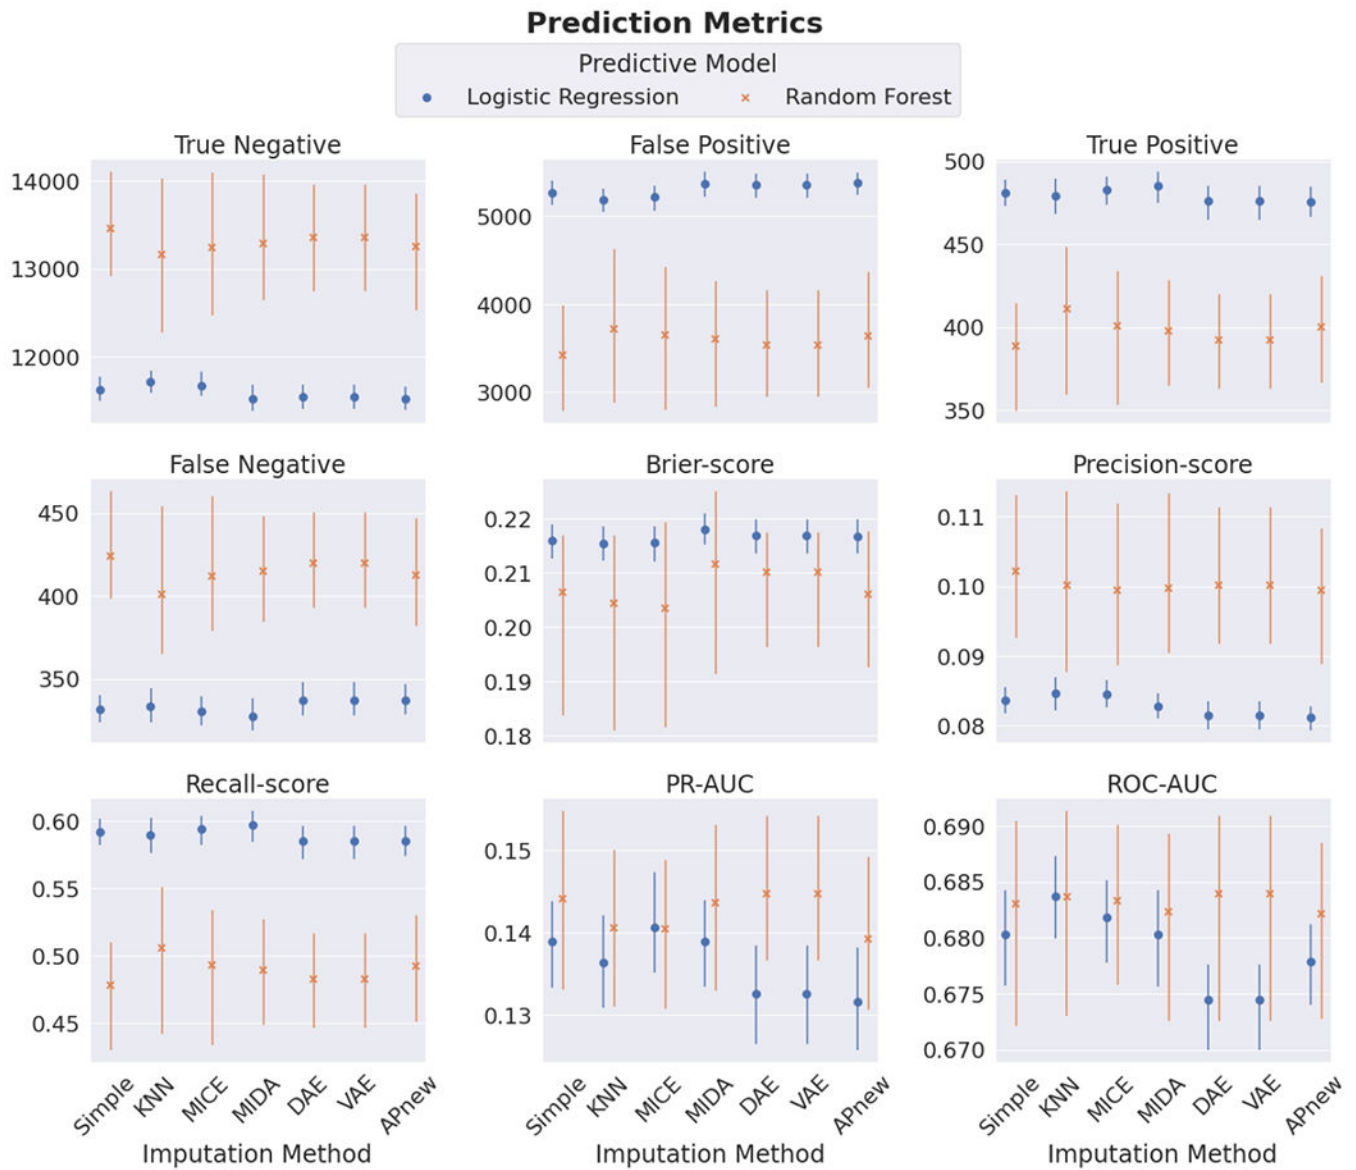 Prediction Metrics
Predictive Model
Logistic Regression
Random Forest
True Negative
False Positive
True Positive
14000
13000
12000
5000
4000
3000
500
450
400
350
False Negative
Brier-score
Precision-score
450
400
350
0.22
0.21
0.20
0.19
0.18
0.11
0.10
0.09
0.08
Recall-score
PR-AUC
ROC-AUC
0.60
0.55
0.50
0.45
0.15
0.14
0.13
0.690
0.685
0.680
0.675
0.670
Simple
KNN
MICE
MIDA
DAE
VAE
APnew
Simple
KNN
MICE
MIDA
DAE
VAE
APnew
Simple
KNN
MICE
MIDA
DAE
VAE
APnew
Imputation Method
Imputation Method
Imputation Method